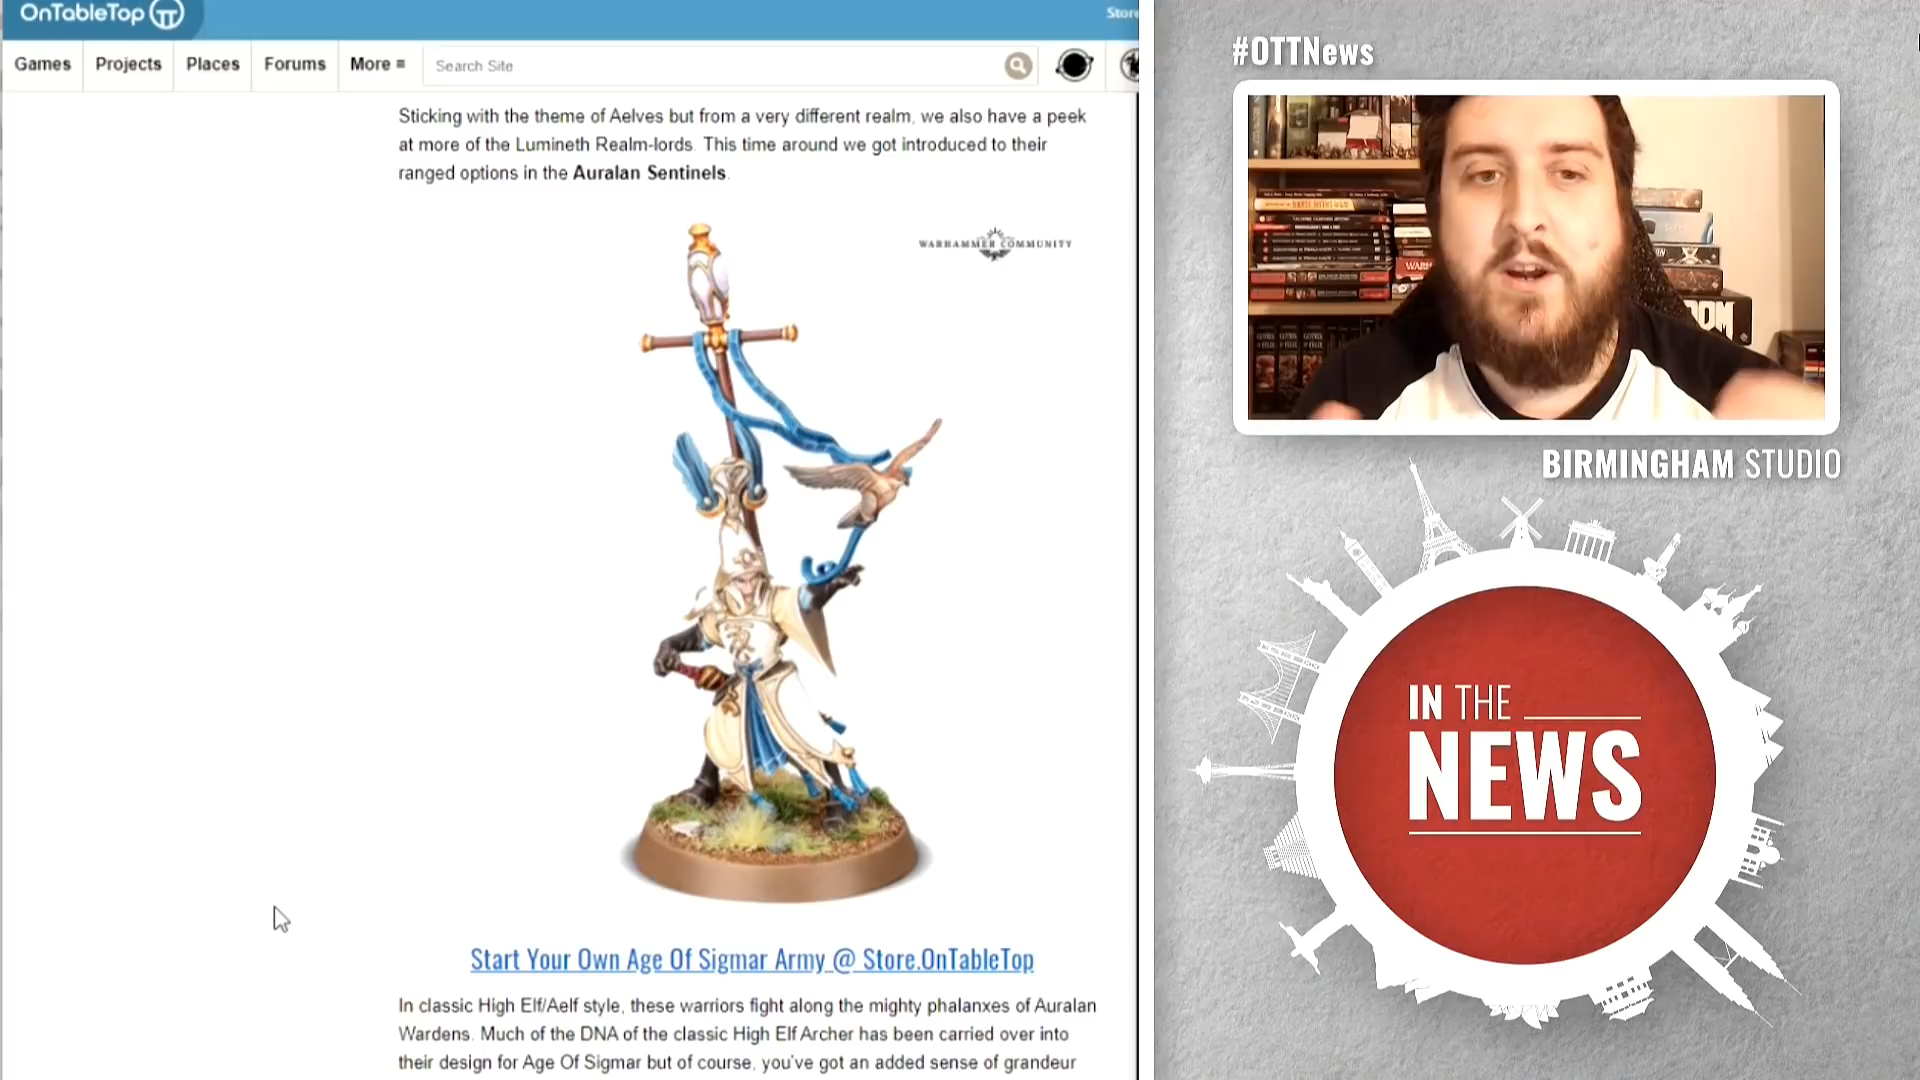 OnTableTop
Store
Games
Projects
Places
Forums
More ≡
Search Site
Sticking with the theme of Aelves but from a very different realm, we also have a peek
at more of the Lumineth Realm-lords. This time around we got introduced to their
ranged options in the Auralan Sentinels.
WARHAMMER COMMUNITY
Start Your Own Age Of Sigmar Army @ Store.OnTableTop
In classic High Elf/Aelf style, these warriors fight along the mighty phalanxes of Auralan
Wardens. Much of the DNA of the classic High Elf Archer has been carried over into
their design for Age Of Sigmar but of course, you've got an added sense of grandeur
#OTTNews
BIRMINGHAM STUDIO
IN THE
NEWS